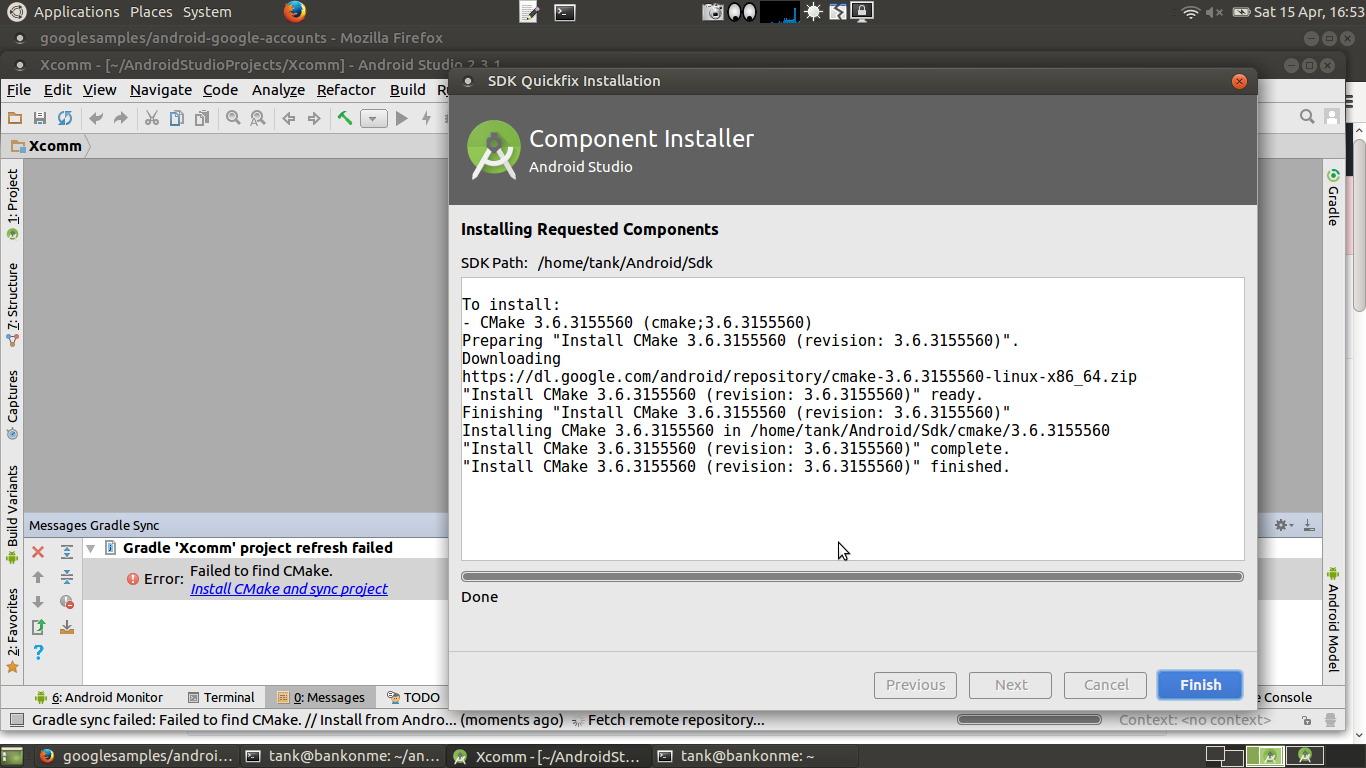 Applications Places System
Sat 15 Apr, 16:53
googlesamples/android-google-accounts - Mozilla Firefox
Xcomm - [~/AndroidStudioProjects/Xcomm] - Android Studio 2.3.1
File Edit View Navigate Code Analyze Refactor Build
Xcomm
1: Project
7: Structure
Captures
Build Variants
2: Favorites
SDK Quickfix Installation
Component Installer
Android Studio
Installing Requested Components
SDK Path: /home/tank/Android/Sdk
To install:
- CMake 3.6.3155560 (cmake;3.6.3155560)
Preparing "Install CMake 3.6.3155560 (revision: 3.6.3155560)".
Downloading
https://dl.google.com/android/repository/cmake-3.6.3155560-linux-x86_64.zip
"Install CMake 3.6.3155560 (revision: 3.6.3155560)" ready.
Finishing "Install CMake 3.6.3155560 (revision: 3.6.3155560)"
Installing CMake 3.6.3155560 in /home/tank/Android/Sdk/cmake/3.6.3155560
"Install CMake 3.6.3155560 (revision: 3.6.3155560)" complete.
"Install CMake 3.6.3155560 (revision: 3.6.3155560)" finished.
Done
Previous Next Cancel Finish
Gradle
Android Model
Messages Gradle Sync
Gradle 'Xcomm' project refresh failed
Error: Failed to find CMake.
Install CMake and sync project
6: Android Monitor Terminal 0: Messages TODO
e Console
Gradle sync failed: Failed to find CMake. // Install from Andro... (moments ago) Fetch remote repository...
Context: <no context>
googlesamples/androi... tank@bankonme: ~/an... Xcomm - [~/AndroidSt... tank@bankonme: ~